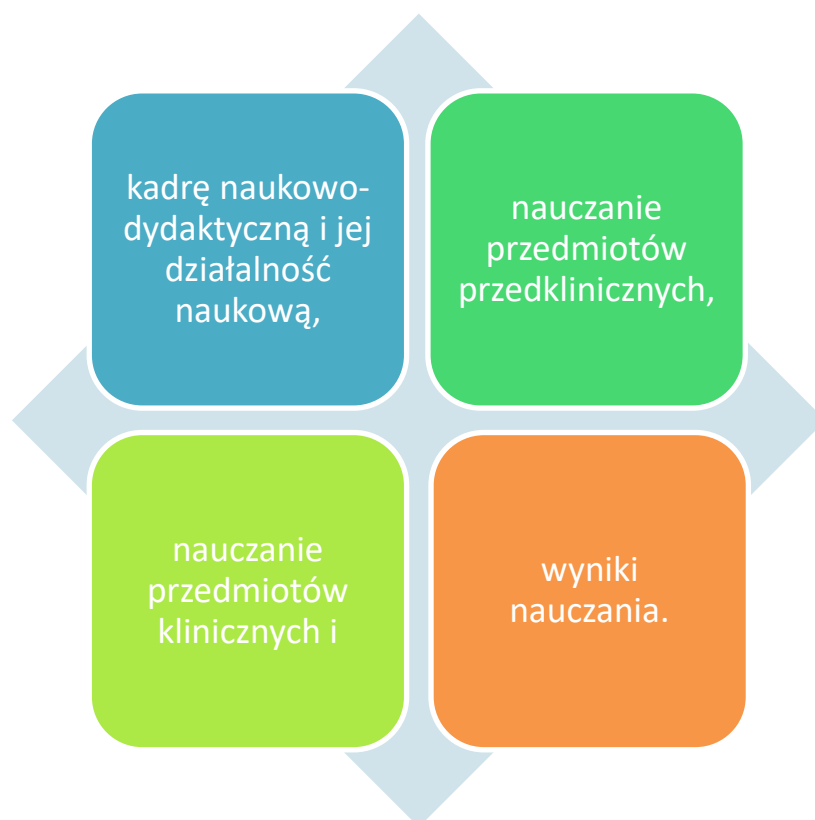 kadrę naukowo-
dydaktyczną i jej
działalność
naukową,
nauczanie
przedmiotów
przedklinicznych,
nauczanie
przedmiotów
klinicznych i
wyniki
nauczania.